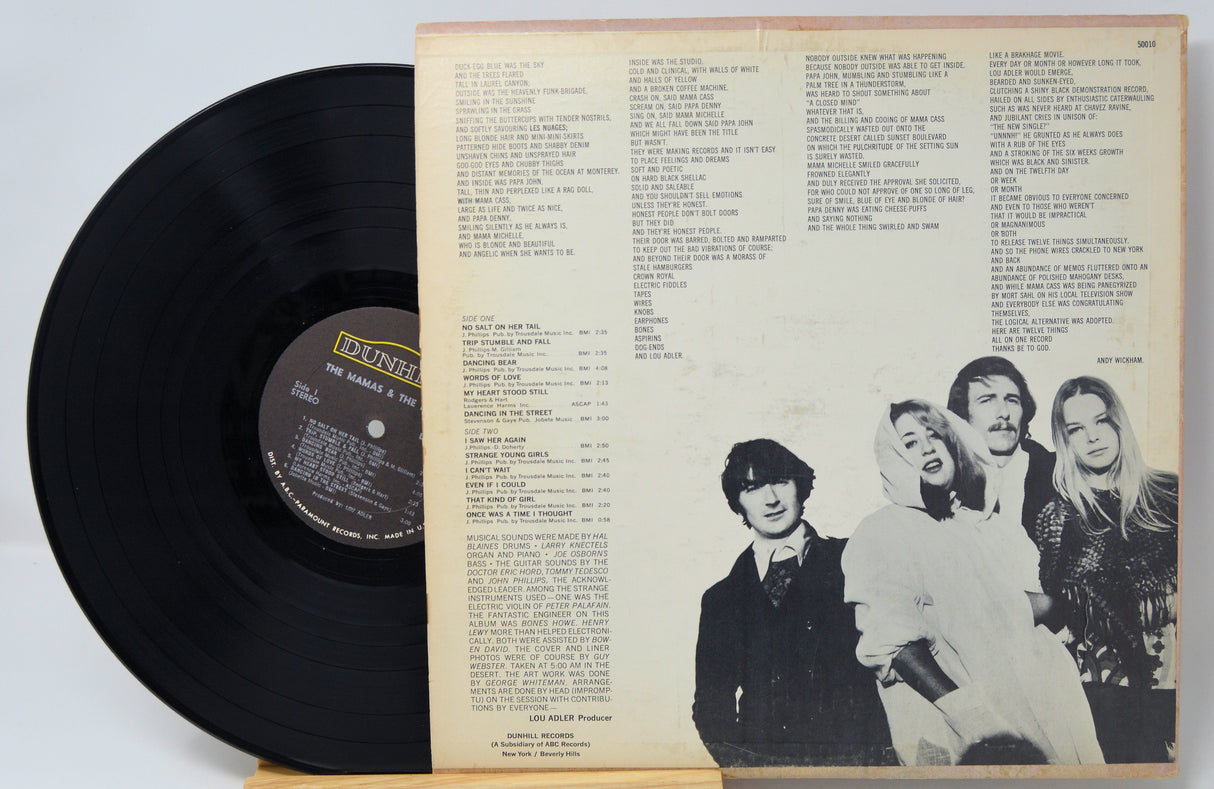 DUNHILL
THE MAMAS & THE
Side 1
STEREO
1. NO SALT ON HER TAIL (J. Phillips)
2. TRIP STUMBLE & FALL (J. Phillips & M. Gilliam)
3. DANCING BEAR
4. WORDS OF LOVE
5. MY HEART STOOD STILL
6. DANCING IN THE STREET (Stevenson & Gaye)
Produced by: LOU ADLER
DIST. BY A.B.C.-PARAMOUNT RECORDS, INC. MADE IN U.
50010
DUCK-EGG BLUE WAS THE SKY
AND THE TREES FLARED
TALL IN LAUREL CANYON;
OUTSIDE WAS THE HEAVENLY FUNK-BRIGADE,
SMILING IN THE SUNSHINE
SPRAWLING IN THE GRASS
SNIFFING THE BUTTERCUPS WITH TENDER NOSTRILS,
AND SOFTLY SAVOURING LES NUAGES;
LONG BLONDE HAIR AND MINI-MINI-SKIRTS
PATTERNED HIDE BOOTS AND SHABBY DENIM
UNSHAVEN CHINS AND UNSPRAYED HAIR
GOO-GOO EYES AND CHUBBY THIGHS
AND DISTANT MEMORIES OF THE OCEAN AT MONTEREY.
AND INSIDE WAS PAPA JOHN,
TALL, THIN AND PERPLEXED LIKE A RAG DOLL,
WITH MAMA CASS;
LARGE AS LIFE AND TWICE AS NICE,
AND PAPA DENNY,
SMILING SILENTLY AS HE ALWAYS IS,
AND MAMA MICHELLE,
WHO IS BLONDE AND BEAUTIFUL
AND ANGELIC WHEN SHE WANTS TO BE.
INSIDE WAS THE STUDIO,
COLD AND CLINICAL, WITH WALLS OF WHITE
AND HALLS OF YELLOW
AND A BROKEN COFFEE MACHINE.
CRASH ON, SAID MAMA CASS
SCREAM ON, SAID PAPA DENNY
SING ON, SAID MAMA MICHELLE
AND WE ALL FALL DOWN SAID PAPA JOHN
WHICH MIGHT HAVE BEEN THE TITLE
BUT WASN'T.
THEY WERE MAKING RECORDS AND IT ISN'T EASY
TO PLACE FEELINGS AND DREAMS
SOFT AND POETIC
ON HARD BLACK SHELLAC
SOLID AND SALEABLE
AND YOU SHOULDN'T SELL EMOTIONS
UNLESS THEY'RE HONEST.
HONEST PEOPLE DON'T BOLT DOORS
BUT THEY DID
AND THEY'RE HONEST PEOPLE.
THEIR DOOR WAS BARRED, BOLTED AND RAMPARTED
TO KEEP OUT THE BAD VIBRATIONS OF COURSE;
AND BEYOND THEIR DOOR WAS A MORASS OF
STALE HAMBURGERS
CROWN ROYAL
ELECTRIC FIDDLES
TAPES
WIRES
KNOBS
EARPHONES
BONES
ASPIRINS
DOG-ENDS
AND LOU ADLER
NOBODY OUTSIDE KNEW WHAT WAS HAPPENING
BECAUSE NOBODY OUTSIDE WAS ABLE TO GET INSIDE.
PAPA JOHN, MUMBLING AND STUMBLING LIKE A
PALM TREE IN A THUNDERSTORM,
WAS HEARD TO SHOUT SOMETHING ABOUT
"A CLOSED MIND"
WHATEVER THAT IS,
AND THE BILLING AND COOING OF MAMA CASS
SPASMODICALLY WAFTED OUT ONTO THE
CONCRETE DESERT CALLED SUNSET BOULEVARD
ON WHICH THE PULCHRITUDE OF THE SETTING SUN
IS SURELY WASTED.
MAMA MICHELLE SMILED GRACEFULLY
FROWNED ELEGANTLY
AND DULY RECEIVED THE APPROVAL SHE SOLICITED,
FOR WHO COULD NOT APPROVE OF ONE SO LONG OF LEG,
SURE OF SMILE, BLUE OF EYE AND BLONDE OF HAIR?
PAPA DENNY WAS EATING CHEESE PUFFS
AND SAYING NOTHING
AND THE WHOLE THING SWIRLED AND SWAM
LIKE A BRAKHAGE MOVIE.
EVERY DAY OR MONTH OR HOWEVER LONG IT TOOK,
LOU ADLER WOULD EMERGE,
BEARDED AND SUNKEN-EYED,
CLUTCHING A SHINY BLACK DEMONSTRATION RECORD,
HAILED ON ALL SIDES BY ENTHUSIASTIC CATERWAULING
SUCH AS WAS NEVER HEARD AT CHAVEZ RAVINE,
AND JUBILANT CRIES IN UNISON OF:
"THE NEW SINGLE?"
"UNNNH!" HE GRUNTED AS HE ALWAYS DOES
WITH A RUB OF THE EYES
AND A STROKING OF THE SIX WEEKS GROWTH
WHICH WAS BLACK AND SINISTER.
AND ON THE TWELFTH DAY
OR WEEK
OR MONTH
IT BECAME OBVIOUS TO EVERYONE CONCERNED
AND EVEN TO THOSE WHO WEREN'T
THAT IT WOULD BE IMPRACTICAL
OR MAGNANIMOUS
OR BOTH
TO RELEASE TWELVE THINGS SIMULTANEOUSLY.
AND SO THE PHONE WIRES CRACKLED TO NEW YORK
AND BACK
AND AN ABUNDANCE OF MEMOS FLUTTERED ONTO AN
ABUNDANCE OF POLISHED MAHOGANY DESKS,
AND WHILE MAMA CASS WAS BEING PANEGYRIZED
BY MORT SAHL ON HIS LOCAL TELEVISION SHOW
AND EVERYBODY ELSE WAS CONGRATULATING
THEMSELVES,
THE LOGICAL ALTERNATIVE WAS ADOPTED.
HERE ARE TWELVE THINGS
ALL ON ONE RECORD
THANKS BE TO GOD.
ANDY WICKHAM.
SIDE ONE
NO SALT ON HER TAIL
J. Phillips Pub. by Trousdale Music Inc. BMI 2:35
TRIP STUMBLE AND FALL
J. Phillips-M. Gilliam
Pub. by Trousdale Music Inc. BMI 2:35
DANCING BEAR
J. Phillips Pub. by Trousdale Music Inc. BMI 4:08
WORDS OF LOVE
J. Phillips Pub. by Trousdale Music Inc. BMI 2:13
MY HEART STOOD STILL
Rodgers & Hart
Lauerence Harms Inc. ASCAP 1:43
DANCING IN THE STREET
Stevenson & Gaye Pub. Jobete Music BMI 3:00
SIDE TWO
I SAW HER AGAIN
J. Phillips-D. Doherty BMI 2:50
STRANGE YOUNG GIRLS
J. Phillips Pub. by Trousdale Music Inc. BMI 2:45
I CAN'T WAIT
J. Phillips Pub. by Trousdale Music Inc. BMI 2:40
EVEN IF I COULD
J. Phillips Pub. by Trousdale Music Inc. BMI 2:40
THAT KIND OF GIRL
J. Phillips Pub. by Trousdale Music Inc. BMI 2:20
ONCE WAS A TIME I THOUGHT
J. Phillips Pub. by Trousdale Music Inc. BMI 0:58
MUSICAL SOUNDS WERE MADE BY HAL
BLAINES DRUMS • LARRY KNECTELS
ORGAN AND PIANO • JOE OSBORNS
BASS • THE GUITAR SOUNDS BY THE
DOCTOR ERIC HORD, TOMMY TEDESCO
AND JOHN PHILLIPS, THE ACKNOWL-
EDGED LEADER. AMONG THE STRANGE
INSTRUMENTS USED—ONE WAS THE
ELECTRIC VIOLIN OF PETER PALAFAIN.
THE FANTASTIC ENGINEER ON THIS
ALBUM WAS BONES HOWE. HENRY
LEWY MORE THAN HELPED ELECTRONI-
CALLY. BOTH WERE ASSISTED BY BOW-
EN DAVID. THE COVER AND LINER
PHOTOS WERE OF COURSE BY GUY
WEBSTER, TAKEN AT 5:00 AM IN THE
DESERT. THE ART WORK WAS DONE
BY GEORGE WHITEMAN. ARRANGE-
MENTS ARE DONE BY HEAD (IMPROMP-
TU) ON THE SESSION WITH CONTRIBU-
TIONS BY EVERYONE—
LOU ADLER Producer
DUNHILL RECORDS
(A Subsidiary of ABC Records)
New York / Beverly Hills